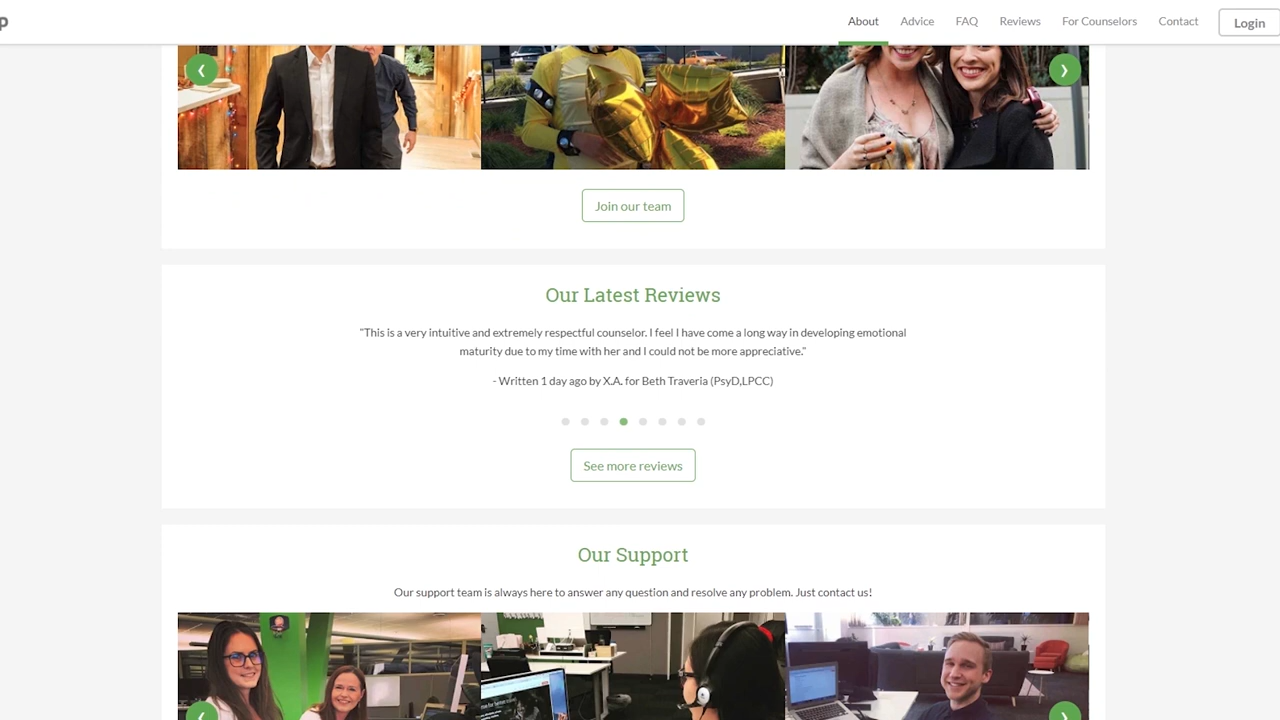 p
About Advice FAQ Reviews For Counselors Contact Login
Join our team
Our Latest Reviews
"This is a very intuitive and extremely respectful counselor. I feel I have come a long way in developing emotional
maturity due to my time with her and I could not be more appreciative."
- Written 1 day ago by X.A. for Beth Traveria (PsyD,LPCC)
See more reviews
Our Support
Our support team is always here to answer any question and resolve any problem. Just contact us!